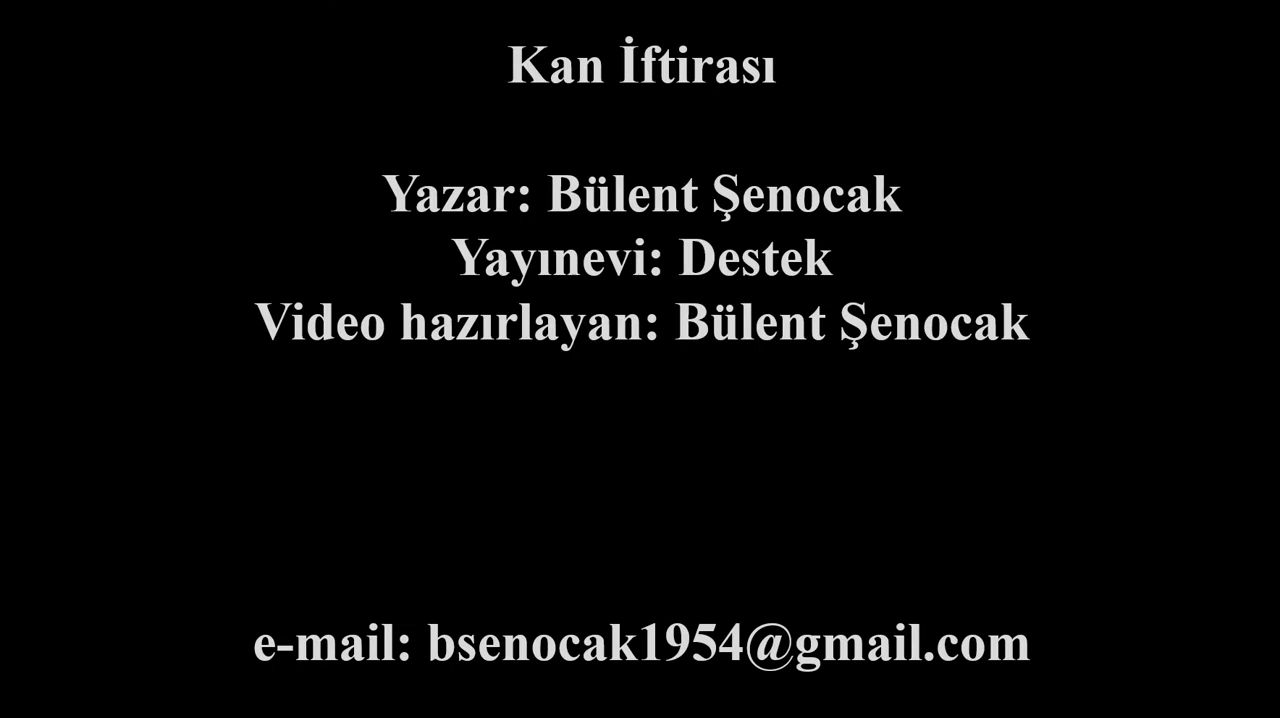 Kan İftirası
Yazar: Bülent Şenocak
Yayınevi: Destek
Video hazırlayan: Bülent Şenocak
e-mail: bsenocak1954@gmail.com